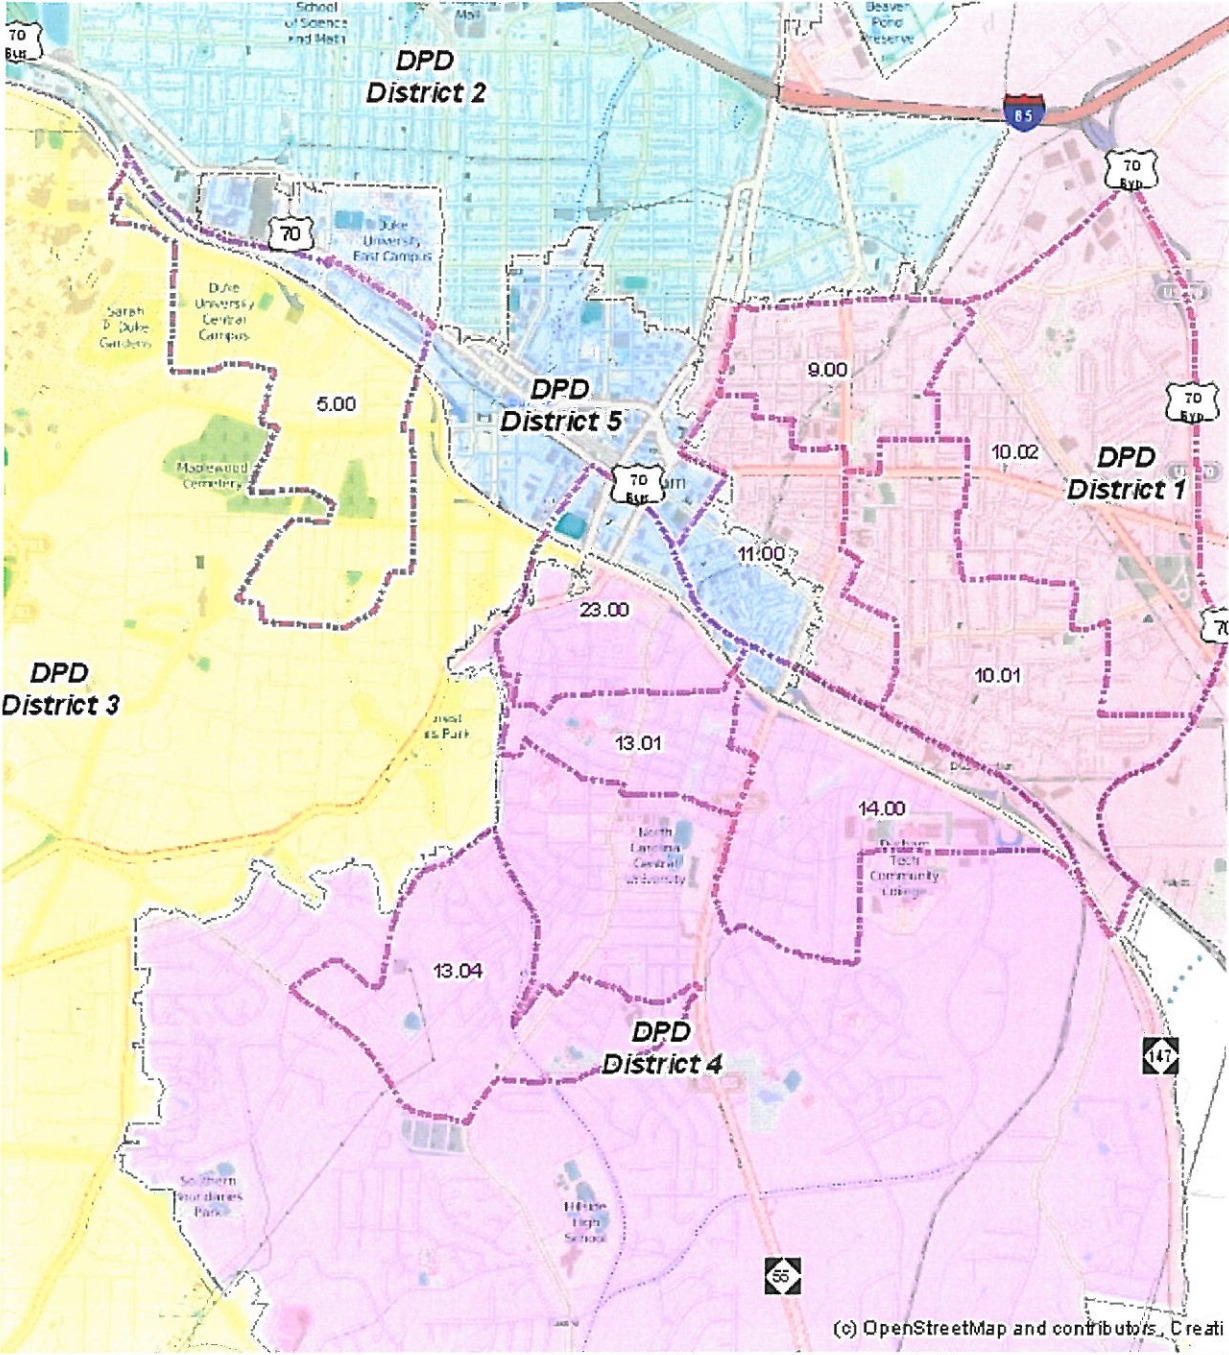 School
of Science
and Math
Mall
Beaver
Pond
Preserve
70
Bus
DPD
District 2
85
70
Byp
70
Duke
University
East Campus
Duke
University
Central
Campus
Sarah
P. Duke
Gardens
9.00
5.00
DPD
District 5
70
Byp
10.02
DPD
District 1
Maplewood
Cemetery
70
Bus
11.00
23.00
70
DPD
District 3
10.01
13.01
14.00
North
Carolina
Central
University
Durham
Tech
Community
College
13.04
DPD
District 4
147
Southern
Boundaries
Park
Hillside
High
School
55
(c) OpenStreetMap and contributors, Creati